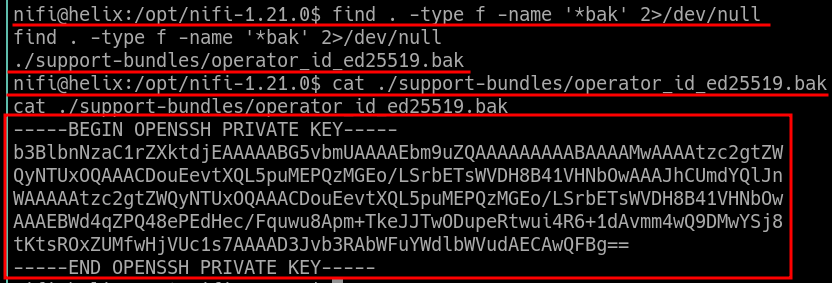 nifi@helix:/opt/nifi-1.21.0$ find . -type f -name '*bak' 2>/dev/null
find . -type f -name '*bak' 2>/dev/null
./support-bundles/operator_id_ed25519.bak
nifi@helix:/opt/nifi-1.21.0$ cat ./support-bundles/operator_id_ed25519.bak
cat ./support-bundles/operator_id_ed25519.bak
-----BEGIN OPENSSH PRIVATE KEY-----
b3BlbnNzaC1rZXktdjEAAAAABG5vbmUAAAAEbm9uZQAAAAAAAAABAAAAMwAAAAtzc2gtZW
QyNTUxOQAAACDouEevtXQL5puMEPQzMGEo/LSrbETsWVDH8B41VHNbOwAAAJhCUmdYQlJn
WAAAAAtzc2gtZWQyNTUxOQAAACDouEevtXQL5puMEPQzMGEo/LSrbETsWVDH8B41VHNbOw
AAAEBWd4qZPQ48ePEdHec/Fquwu8Apm+TkeJJTwODupeRtwui4R6+1dAvmm4wQ9DMwYSj8
tKtsROxZUMfwHjVUc1s7AAAAD3Jvb3RAbWFuYWdlbWVudAECAwQFBg==
-----END OPENSSH PRIVATE KEY-----